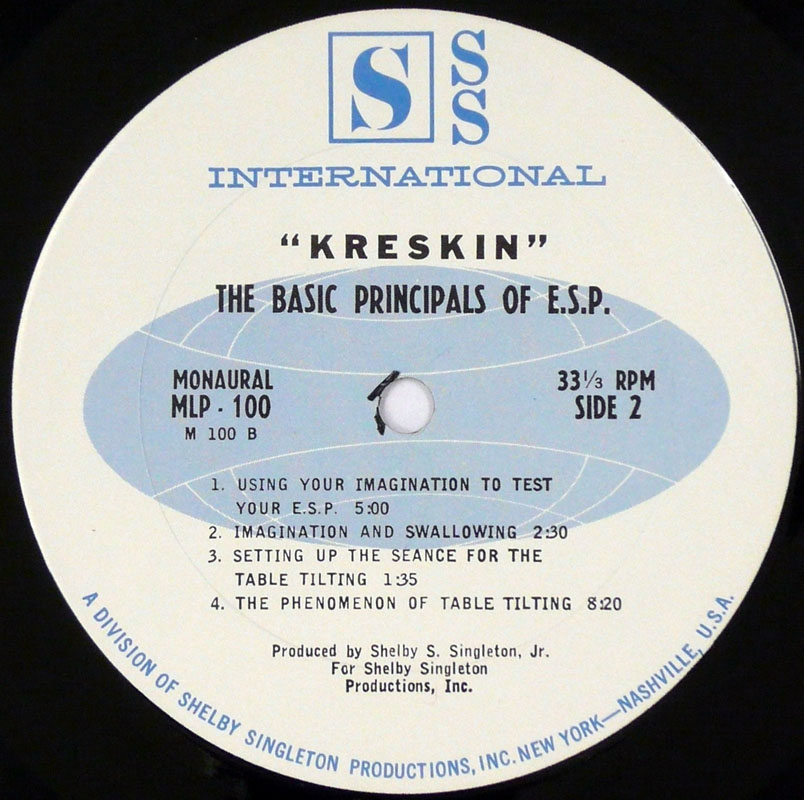 S S
S
INTERNATIONAL
"KRESKIN"
THE BASIC PRINCIPALS OF E.S.P.
MONAURAL
MLP - 100
M 100 B
33 1/3 RPM
SIDE 2
1. USING YOUR IMAGINATION TO TEST
YOUR E.S.P. 5:00
2. IMAGINATION AND SWALLOWING 2:30
3. SETTING UP THE SEANCE FOR THE
TABLE TILTING 1:35
4. THE PHENOMENON OF TABLE TILTING 8:20
Produced by Shelby S. Singleton, Jr.
For Shelby Singleton
Productions, Inc.
A DIVISION OF SHELBY SINGLETON PRODUCTIONS, INC. NEW YORK—NASHVILLE, U.S.A.